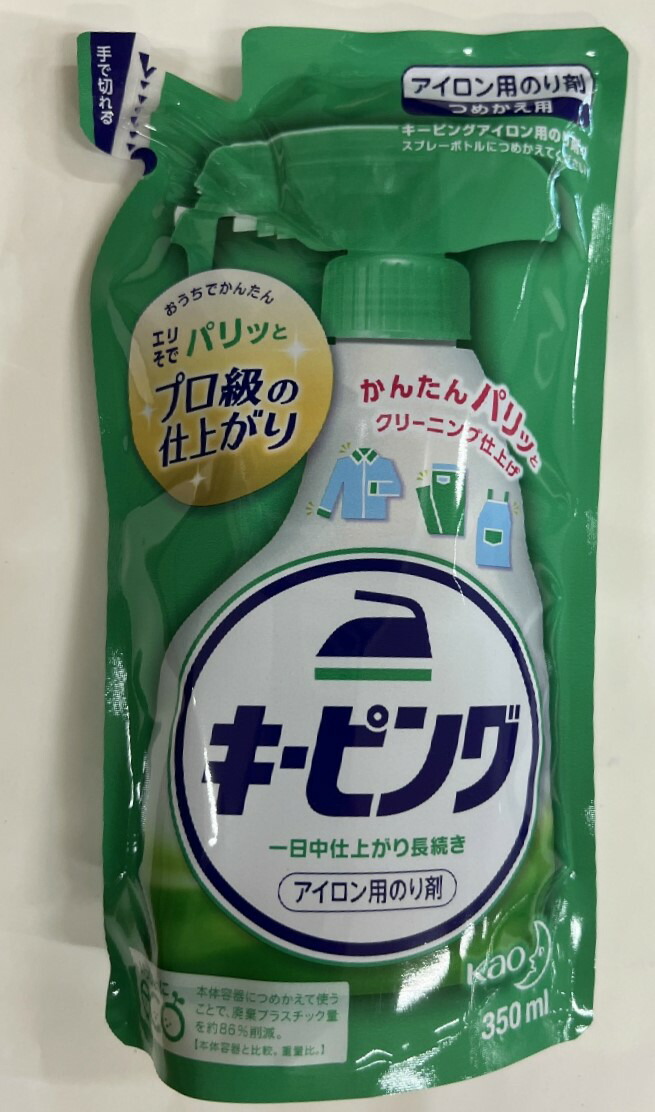 手で切れる
アイロン用のり剤
つめかえ用
キーピングアイロン用の
スプレーボトルにつめかえて
おうちでかんたん
エリ
そで
パリッと
プロ級の
仕上がり
かんたんパリッと
クリーニング仕上げ
キーピング
一日中仕上がり長続き
アイロン用のり剤
本体容器につめかえて使う
ことで、廃棄プラスチック量
を約86%削減。
【本体容器と比較。重量比。】
Kao
350ml